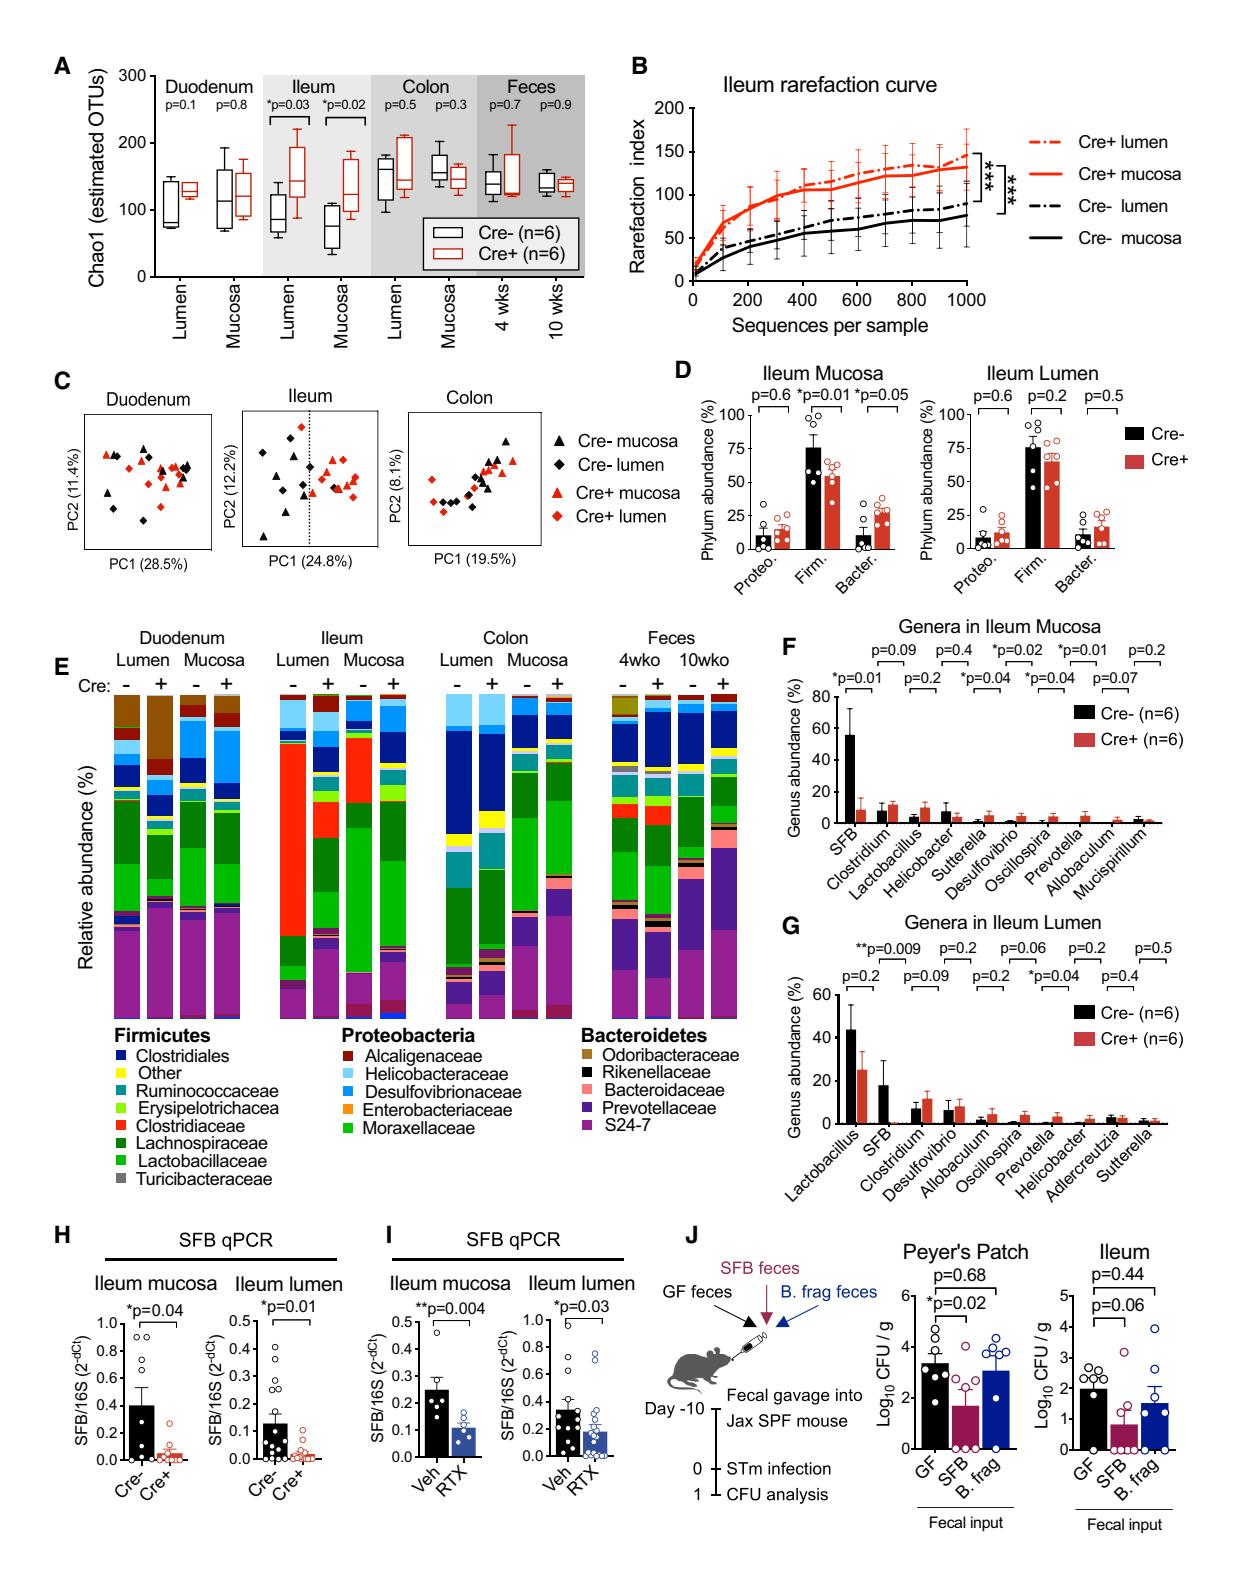 A
Chao1 (estimated OTUs)
300
200
100
0
Duodenum
Ileum
Colon
Feces
p=0.1
p=0.8
*p=0.03
*p=0.02
p=0.5
p=0.3
p=0.7
p=0.9
Cre- (n=6)
Cre+ (n=6)
Lumen
Mucosa
Lumen
Mucosa
Lumen
Mucosa
4 wks
10 wks
B
Ileum rarefaction curve
Rarefaction index
200
150
100
50
0
0
200
400
600
800
1000
Sequences per sample
***
***
Cre+ lumen
Cre+ mucosa
Cre- lumen
Cre- mucosa
C
Duodenum
Ileum
Colon
PC2 (11.4%)
PC1 (28.5%)
PC2 (12.2%)
PC1 (24.8%)
PC2 (8.1%)
PC1 (19.5%)
Cre- mucosa
Cre- lumen
Cre+ mucosa
Cre+ lumen
D
Ileum Mucosa
p=0.6
*p=0.01
*p=0.05
Phylum abundance (%)
100
75
50
25
0
Proteo.
Firm.
Bacter.
Ileum Lumen
p=0.6
p=0.2
p=0.5
Phylum abundance (%)
100
75
50
25
0
Proteo.
Firm.
Bacter.
Cre-
Cre+
E
Duodenum
Ileum
Colon
Feces
Lumen
Mucosa
Lumen
Mucosa
Lumen
Mucosa
4wko
10wko
Cre:
-
+
-
+
-
+
-
+
-
+
-
+
-
+
-
+
Relative abundance (%)
Firmicutes
Clostridiales
Other
Ruminococcaceae
Erysipelotrichacea
Clostridiaceae
Lachnospiraceae
Lactobacillaceae
Turicibacteraceae
Proteobacteria
Alcaligenaceae
Helicobacteraceae
Desulfovibrionaceae
Enterobacteriaceae
Moraxellaceae
Bacteroidetes
Odoribacteraceae
Rikenellaceae
Bacteroidaceae
Prevotellaceae
S24-7
F
Genera in Ileum Mucosa
p=0.09
p=0.4
*p=0.02
*p=0.01
p=0.2
*p=0.01
p=0.2
*p=0.04
*p=0.04
p=0.07
Genus abundance (%)
80
60
40
20
0
Cre- (n=6)
Cre+ (n=6)
SFB
Clostridium
Lactobacillus
Helicobacter
Sutterella
Desulfovibrio
Oscillospira
Prevotella
Allobaculum
Mucispirillum
G
Genera in Ileum Lumen
**p=0.009
p=0.2
p=0.06
p=0.2
p=0.5
p=0.2
p=0.09
p=0.2
*p=0.04
p=0.4
Genus abundance (%)
60
40
20
0
Cre- (n=6)
Cre+ (n=6)
Lactobacillus
SFB
Clostridium
Desulfovibrio
Allobaculum
Oscillospira
Prevotella
Helicobacter
Adlercreutzia
Sutterella
H
SFB qPCR
Ileum mucosa
*p=0.04
SFB/16S (2-dCt)
1.0
0.8
0.6
0.4
0.2
0.0
Cre-
Cre+
Ileum lumen
*p=0.01
SFB/16S (2-dCt)
0.5
0.4
0.3
0.2
0.1
0.0
Cre-
Cre+
I
SFB qPCR
Ileum mucosa
**p=0.004
SFB/16S (2-dCt)
0.5
0.4
0.3
0.2
0.1
0.0
Veh
RTX
Ileum lumen
*p=0.03
SFB/16S (2-dCt)
1.0
0.8
0.6
0.4
0.2
0.0
Veh
RTX
J
SFB feces
GF feces
B. frag feces
Fecal gavage into
Day -10
Jax SPF mouse
0
STm infection
1
CFU analysis
Peyer's Patch
p=0.68
*p=0.02
Log10 CFU / g
6
4
2
0
GF
SFB
B. frag
Fecal input
Ileum
p=0.44
p=0.06
Log10 CFU / g
5
4
3
2
1
0
GF
SFB
B. frag
Fecal input